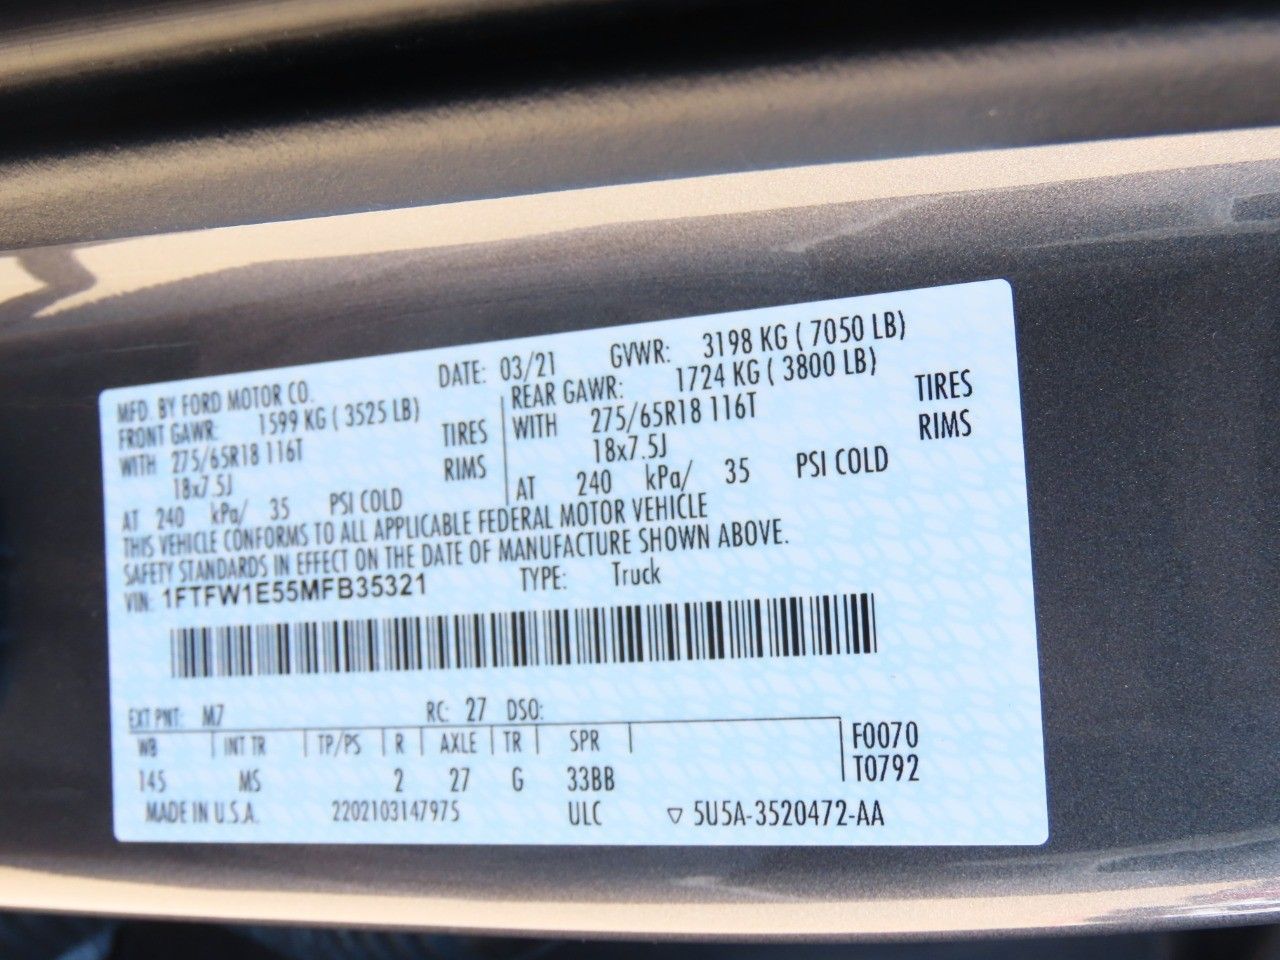 MFD. BY FORD MOTOR CO. DATE: 03/21 GVWR: 3198 KG ( 7050 LB)
FRONT GAWR: 1599 KG ( 3525 LB) REAR GAWR: 1724 KG ( 3800 LB)
WITH 275/65R18 116T TIRES WITH 275/65R18 116T TIRES
18x7.5J RIMS 18x7.5J RIMS
AT 240 kPa/ 35 PSI COLD AT 240 kPa/ 35 PSI COLD
THIS VEHICLE CONFORMS TO ALL APPLICABLE FEDERAL MOTOR VEHICLE
SAFETY STANDARDS IN EFFECT ON THE DATE OF MANUFACTURE SHOWN ABOVE.
VIN: 1FTFW1E55MFB35321 TYPE: Truck
EXT PNT: M7 RC: 27 DSO:
WB INT TR TP/PS R AXLE TR SPR F0070
145 MS 2 27 G 33BB T0792
MADE IN U.S.A. 2202103147975 ULC ▽ 5U5A-3520472-AA